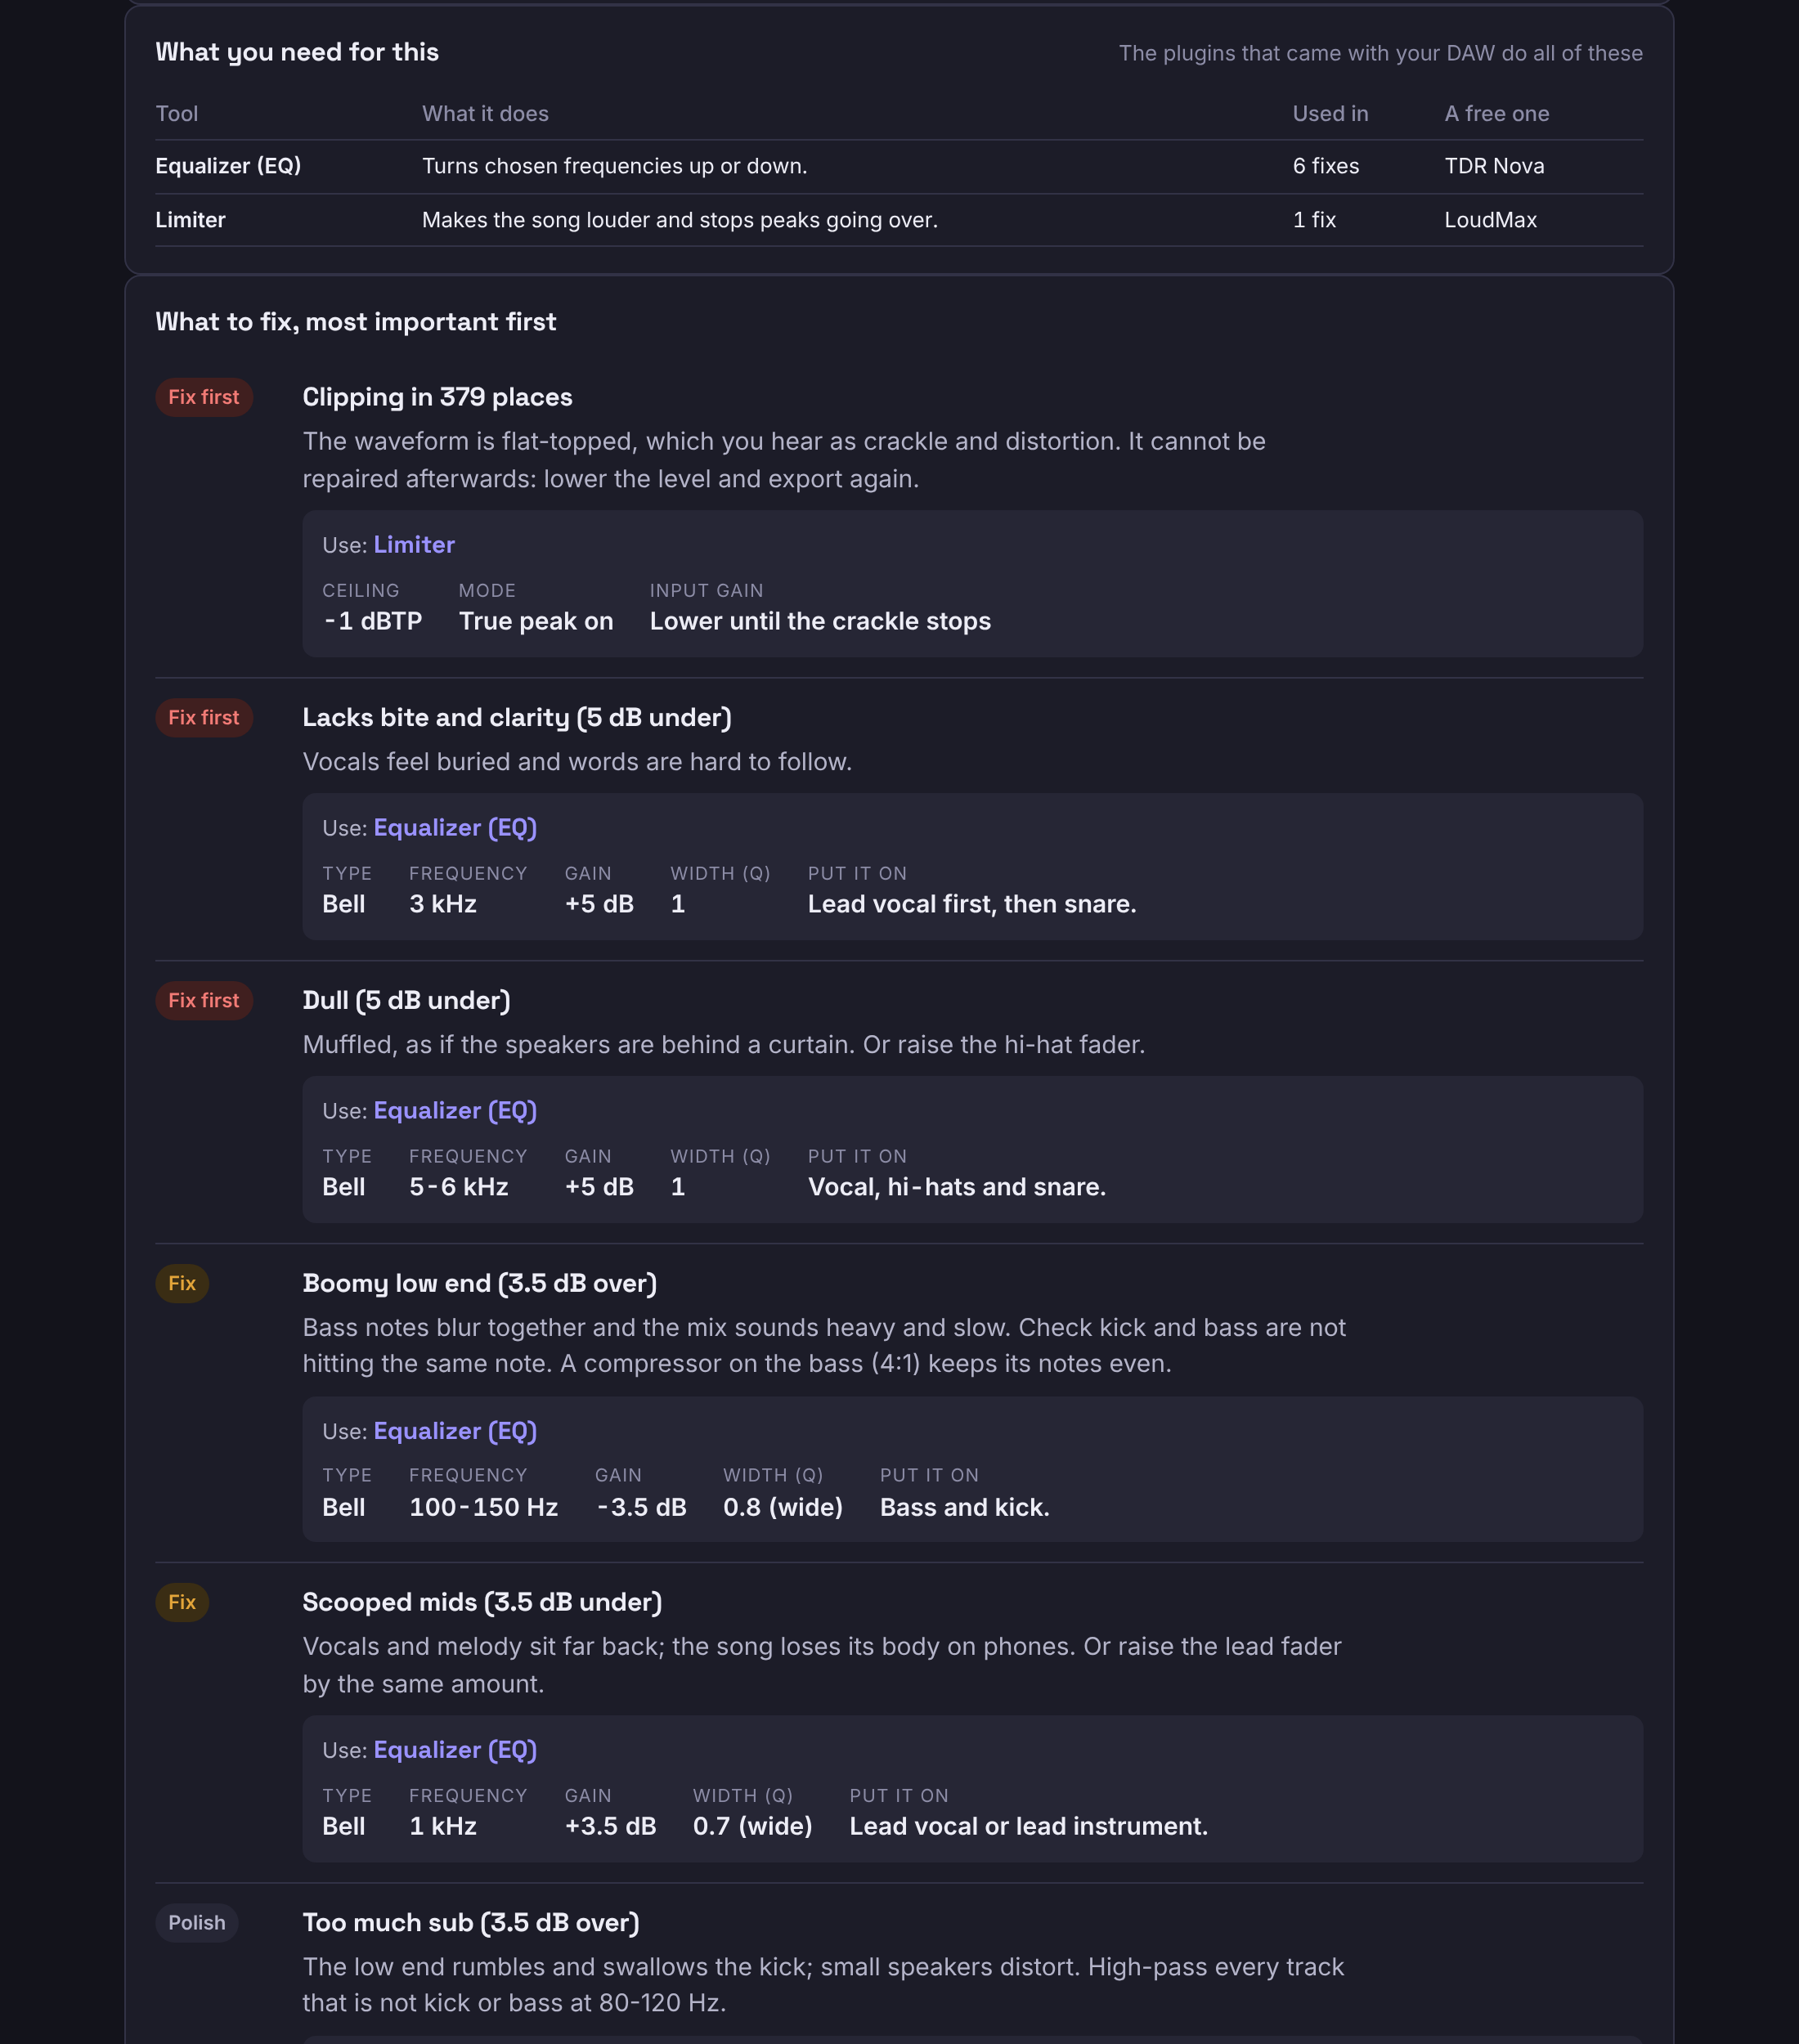 What you need for this
The plugins that came with your DAW do all of these
Tool What it does Used in A free one
Equalizer (EQ) Turns chosen frequencies up or down. 6 fixes TDR Nova
Limiter Makes the song louder and stops peaks going over. 1 fix LoudMax
What to fix, most important first
Fix first
Clipping in 379 places
The waveform is flat-topped, which you hear as crackle and distortion. It cannot be
repaired afterwards: lower the level and export again.
Use: Limiter
CEILING MODE INPUT GAIN
-1 dBTP True peak on Lower until the crackle stops
Fix first
Lacks bite and clarity (5 dB under)
Vocals feel buried and words are hard to follow.
Use: Equalizer (EQ)
TYPE FREQUENCY GAIN WIDTH (Q) PUT IT ON
Bell 3 kHz +5 dB 1 Lead vocal first, then snare.
Fix first
Dull (5 dB under)
Muffled, as if the speakers are behind a curtain. Or raise the hi-hat fader.
Use: Equalizer (EQ)
TYPE FREQUENCY GAIN WIDTH (Q) PUT IT ON
Bell 5-6 kHz +5 dB 1 Vocal, hi-hats and snare.
Fix
Boomy low end (3.5 dB over)
Bass notes blur together and the mix sounds heavy and slow. Check kick and bass are not
hitting the same note. A compressor on the bass (4:1) keeps its notes even.
Use: Equalizer (EQ)
TYPE FREQUENCY GAIN WIDTH (Q) PUT IT ON
Bell 100-150 Hz -3.5 dB 0.8 (wide) Bass and kick.
Fix
Scooped mids (3.5 dB under)
Vocals and melody sit far back; the song loses its body on phones. Or raise the lead fader
by the same amount.
Use: Equalizer (EQ)
TYPE FREQUENCY GAIN WIDTH (Q) PUT IT ON
Bell 1 kHz +3.5 dB 0.7 (wide) Lead vocal or lead instrument.
Polish
Too much sub (3.5 dB over)
The low end rumbles and swallows the kick; small speakers distort. High-pass every track
that is not kick or bass at 80-120 Hz.